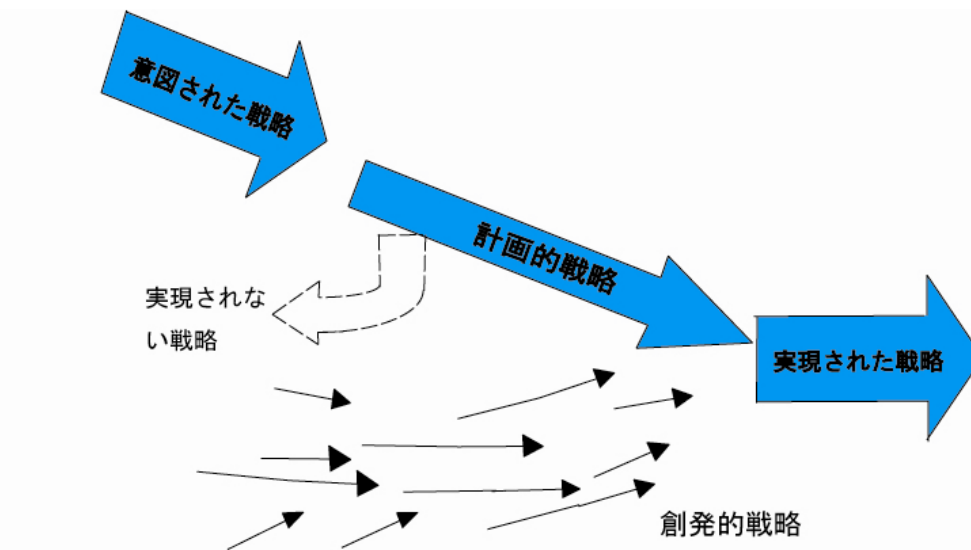 意図された戦略
計画的戦略
実現されな
い戦略
実現された戦略
創発的戦略